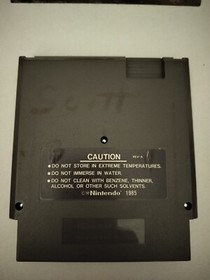 CAUTION REV-A
•DO NOT STORE IN EXTREME TEMPERATURES.
•DO NOT IMMERSE IN WATER.
•DO NOT CLEAN WITH BENZENE, THINNER,
ALCOHOL OR OTHER SUCH SOLVENTS.
Nintendo 1985